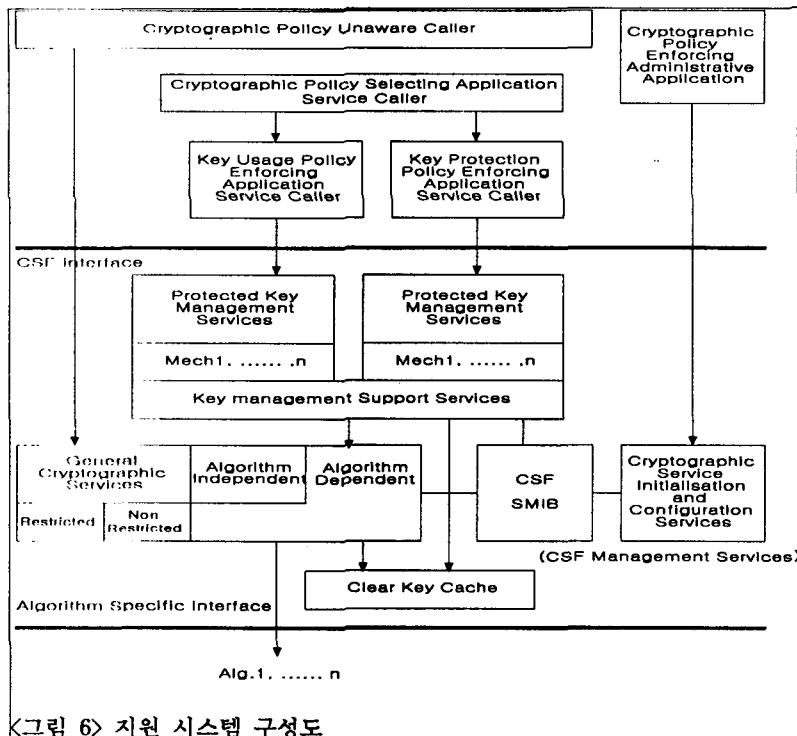 Cryptographic Policy Unaware Caller
Cryptographic
Policy
Enforcing
Administrative
Application
Cryptographic Policy Selecting Application
Service Caller
Key Usage Policy
Enforcing
Application
Service Caller
Key Protection
Policy Enforcing
Application
Service Caller
CSF Interface
Protected Key
Management
Services
Mech1. ...... .n
Protected Key
Management
Services
Mech1. ...... .n
Key management Support Services
General
Cryptographic
Services
Restricted
Non
Restricted
Algorithm
Independent
Algorithm
Dependent
CSF
SMIB
Cryptographic
Service
Initialisation
and
Configuration
Services
(CSF Management Services)
Clear Key Cache
Algorithm Specific Interface
Alg.1. ...... n
<그림 6> 지원 시스템 구성도